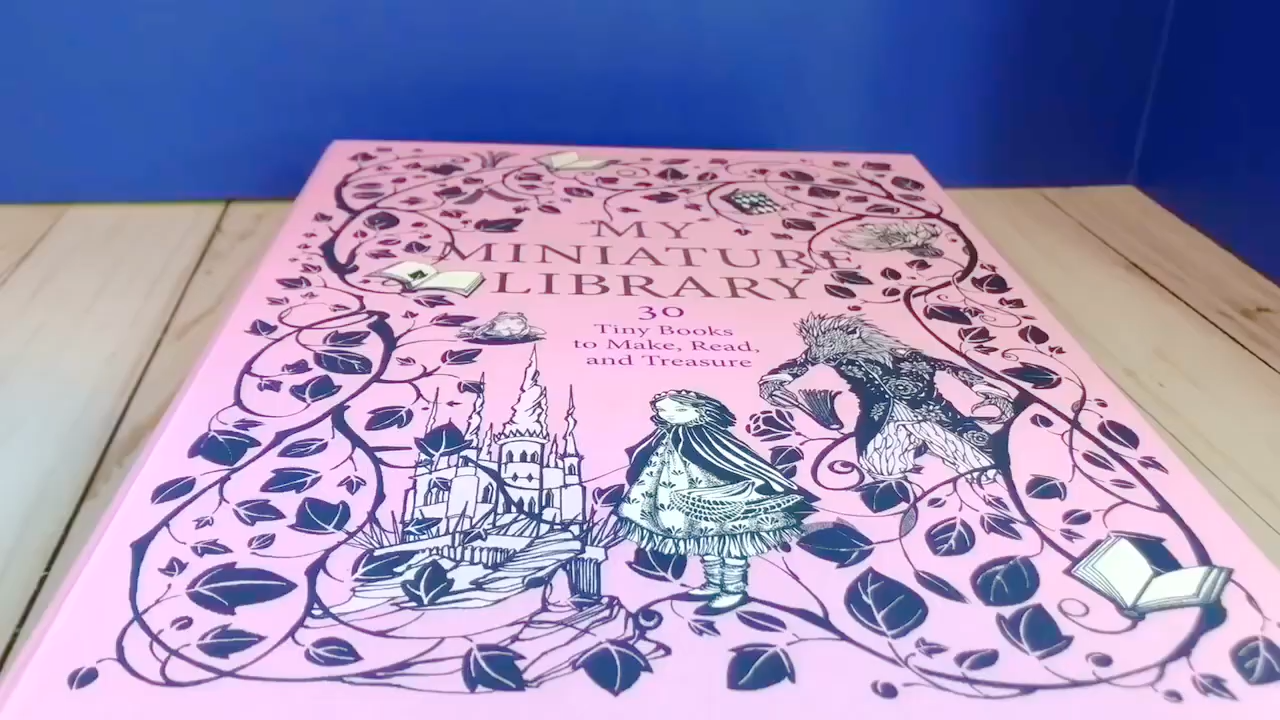 MY
MINIATURE
LIBRARY
30
Tiny Books
to Make, Read,
and Treasure